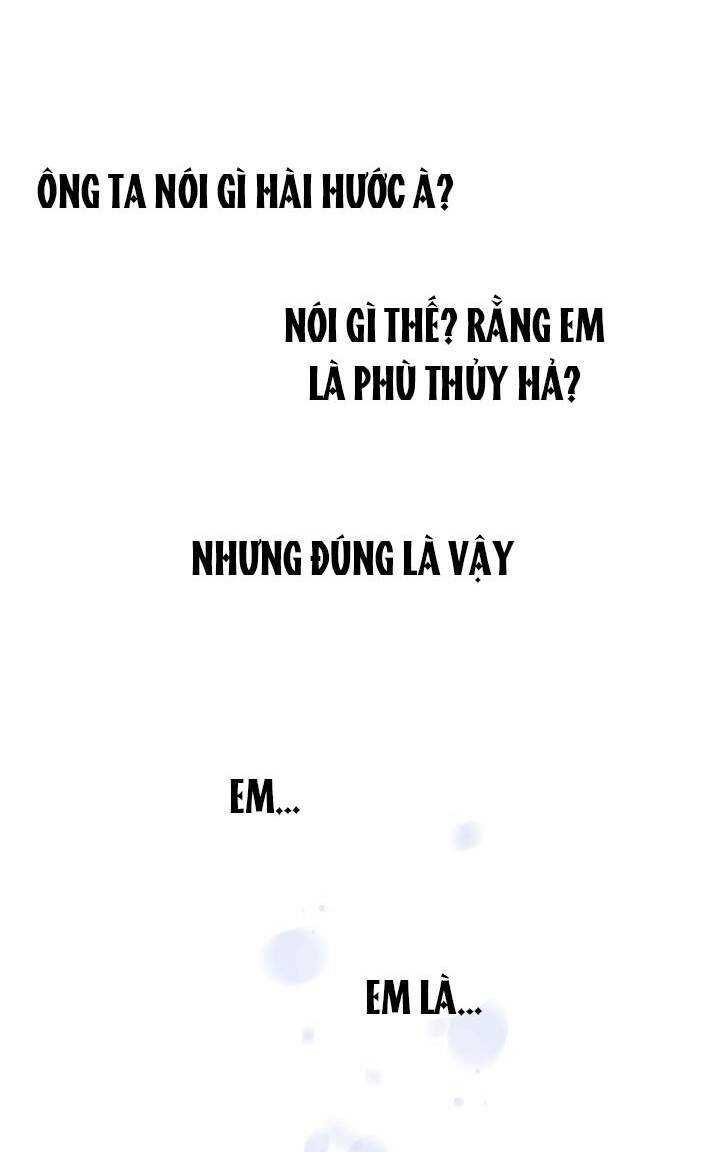 ÔNG TA NÓI GÌ HÀI HƯỚC À?
NÓI GÌ THẾ? RẰNG EM
LÀ PHÙ THỦY HẢ?
NHƯNG ĐÚNG LÀ VẬY
EM...
EM LÀ...